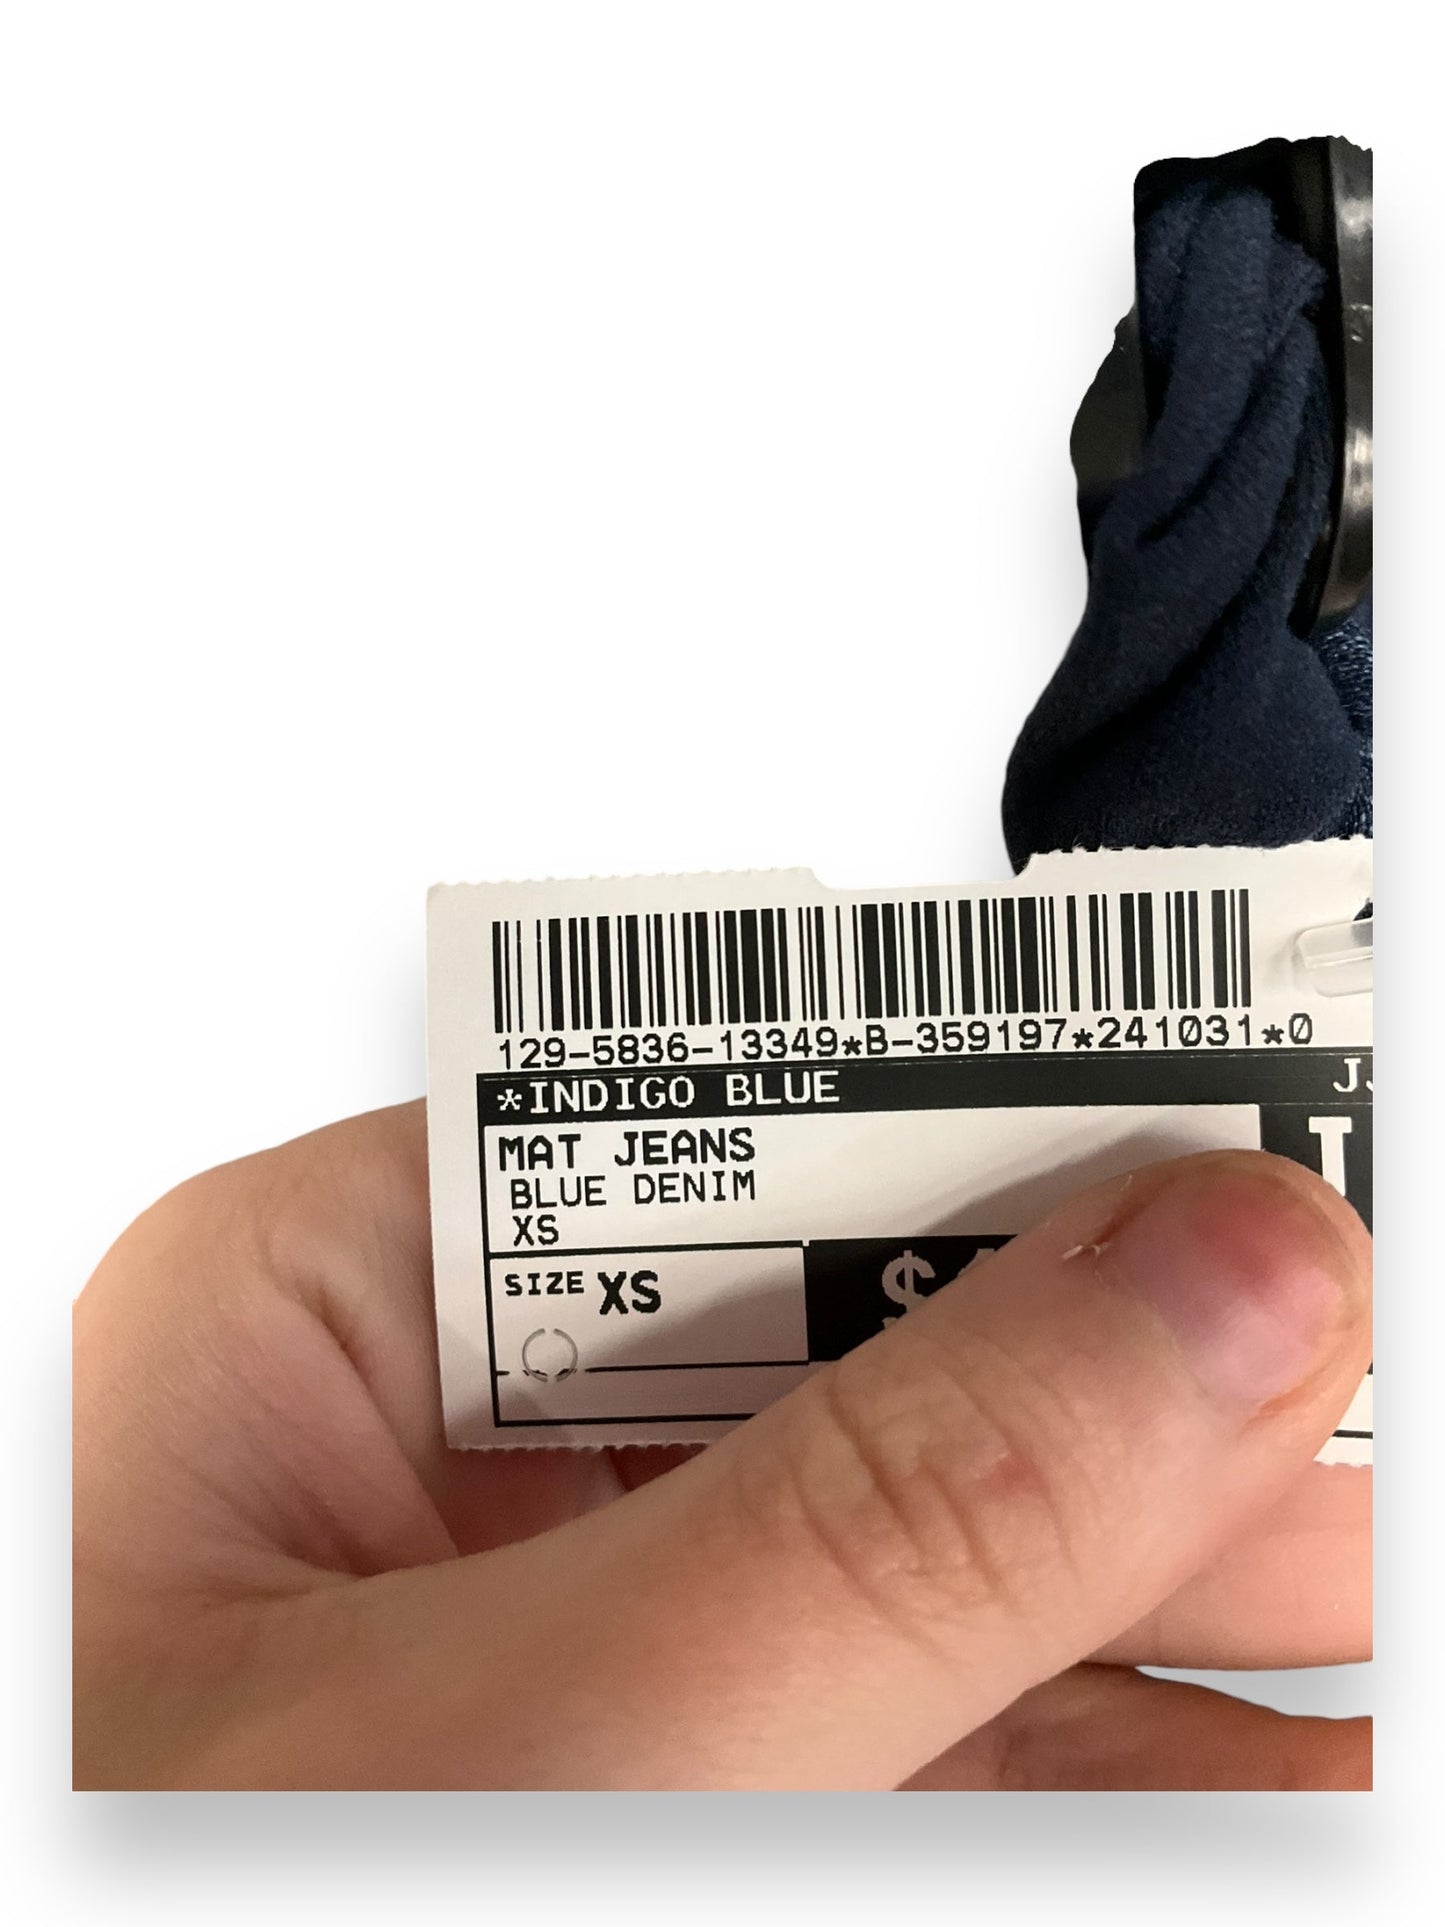 129-5836-13349*B-359197*241031*0
*INDIGO BLUE
MAT JEANS
BLUE DENIM
XS
SIZE XS
$